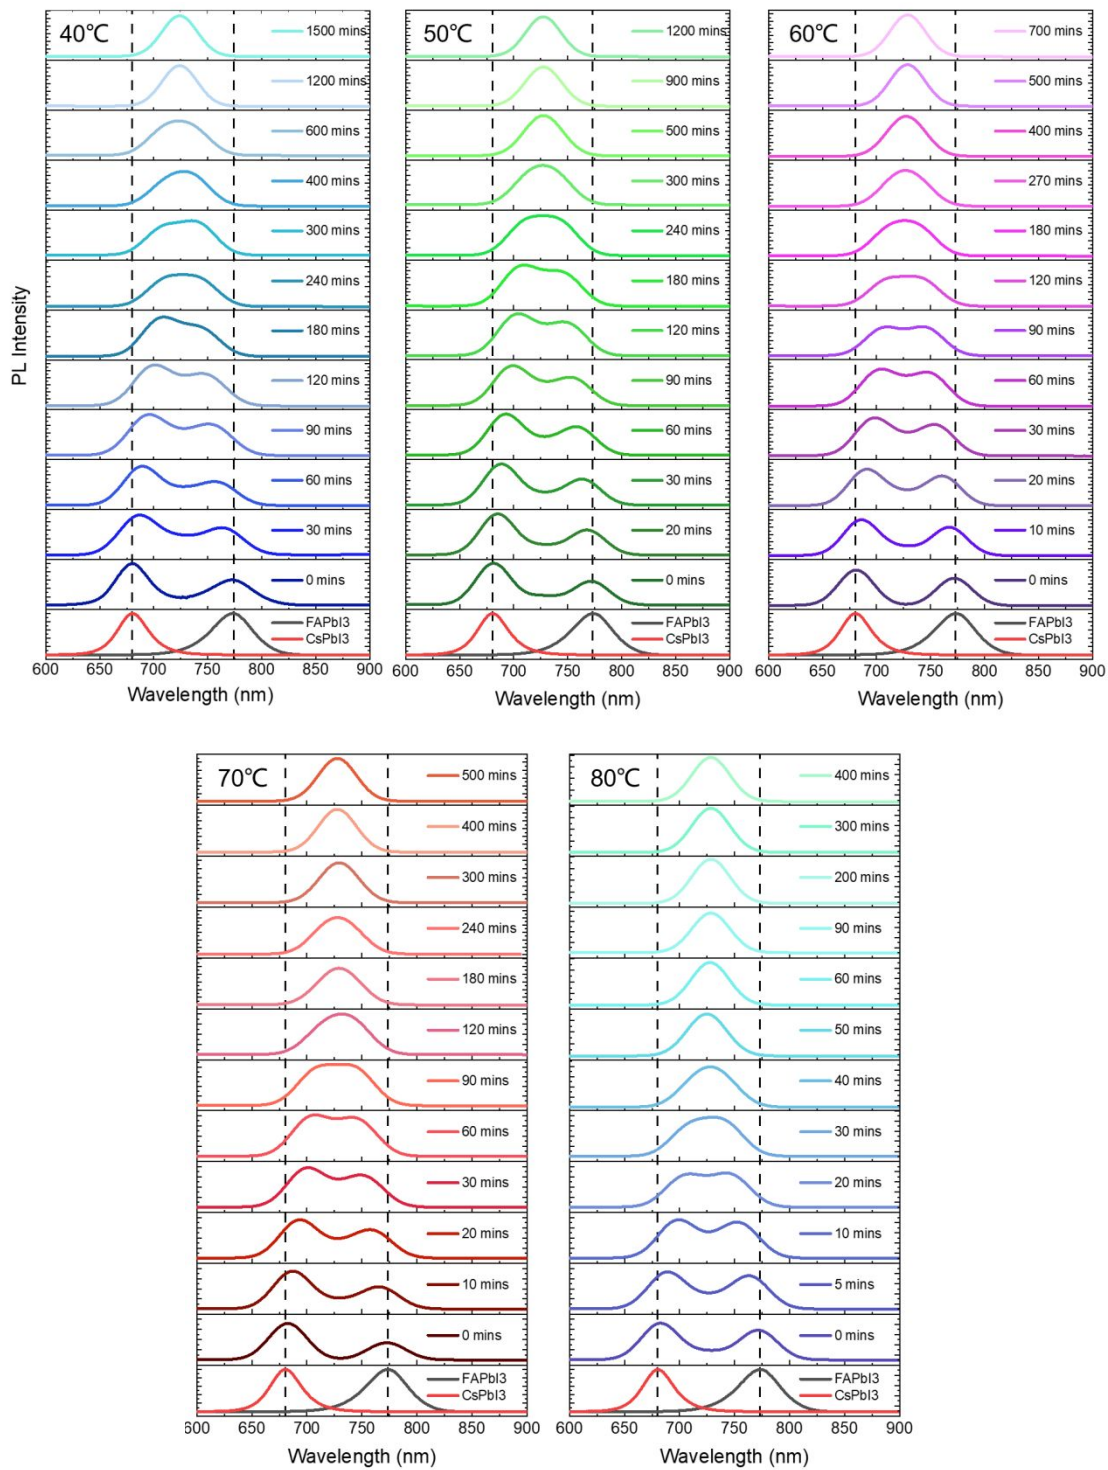 PL Intensity
40℃
1500 mins
1200 mins
600 mins
400 mins
300 mins
240 mins
180 mins
120 mins
90 mins
60 mins
30 mins
0 mins
FAPbI3
CsPbI3
600 650 700 750 800 850 900
Wavelength (nm)
50℃
1200 mins
900 mins
500 mins
300 mins
240 mins
180 mins
120 mins
90 mins
60 mins
30 mins
20 mins
0 mins
FAPbI3
CsPbI3
600 650 700 750 800 850 900
Wavelength (nm)
60℃
700 mins
500 mins
400 mins
270 mins
180 mins
120 mins
90 mins
60 mins
30 mins
20 mins
10 mins
0 mins
FAPbI3
CsPbI3
600 650 700 750 800 850 900
Wavelength (nm)
70℃
500 mins
400 mins
300 mins
240 mins
180 mins
120 mins
90 mins
60 mins
30 mins
20 mins
10 mins
0 mins
FAPbI3
CsPbI3
600 650 700 750 800 850 900
Wavelength (nm)
80℃
400 mins
300 mins
200 mins
90 mins
60 mins
50 mins
40 mins
30 mins
20 mins
10 mins
5 mins
0 mins
FAPbI3
CsPbI3
600 650 700 750 800 850 900
Wavelength (nm)